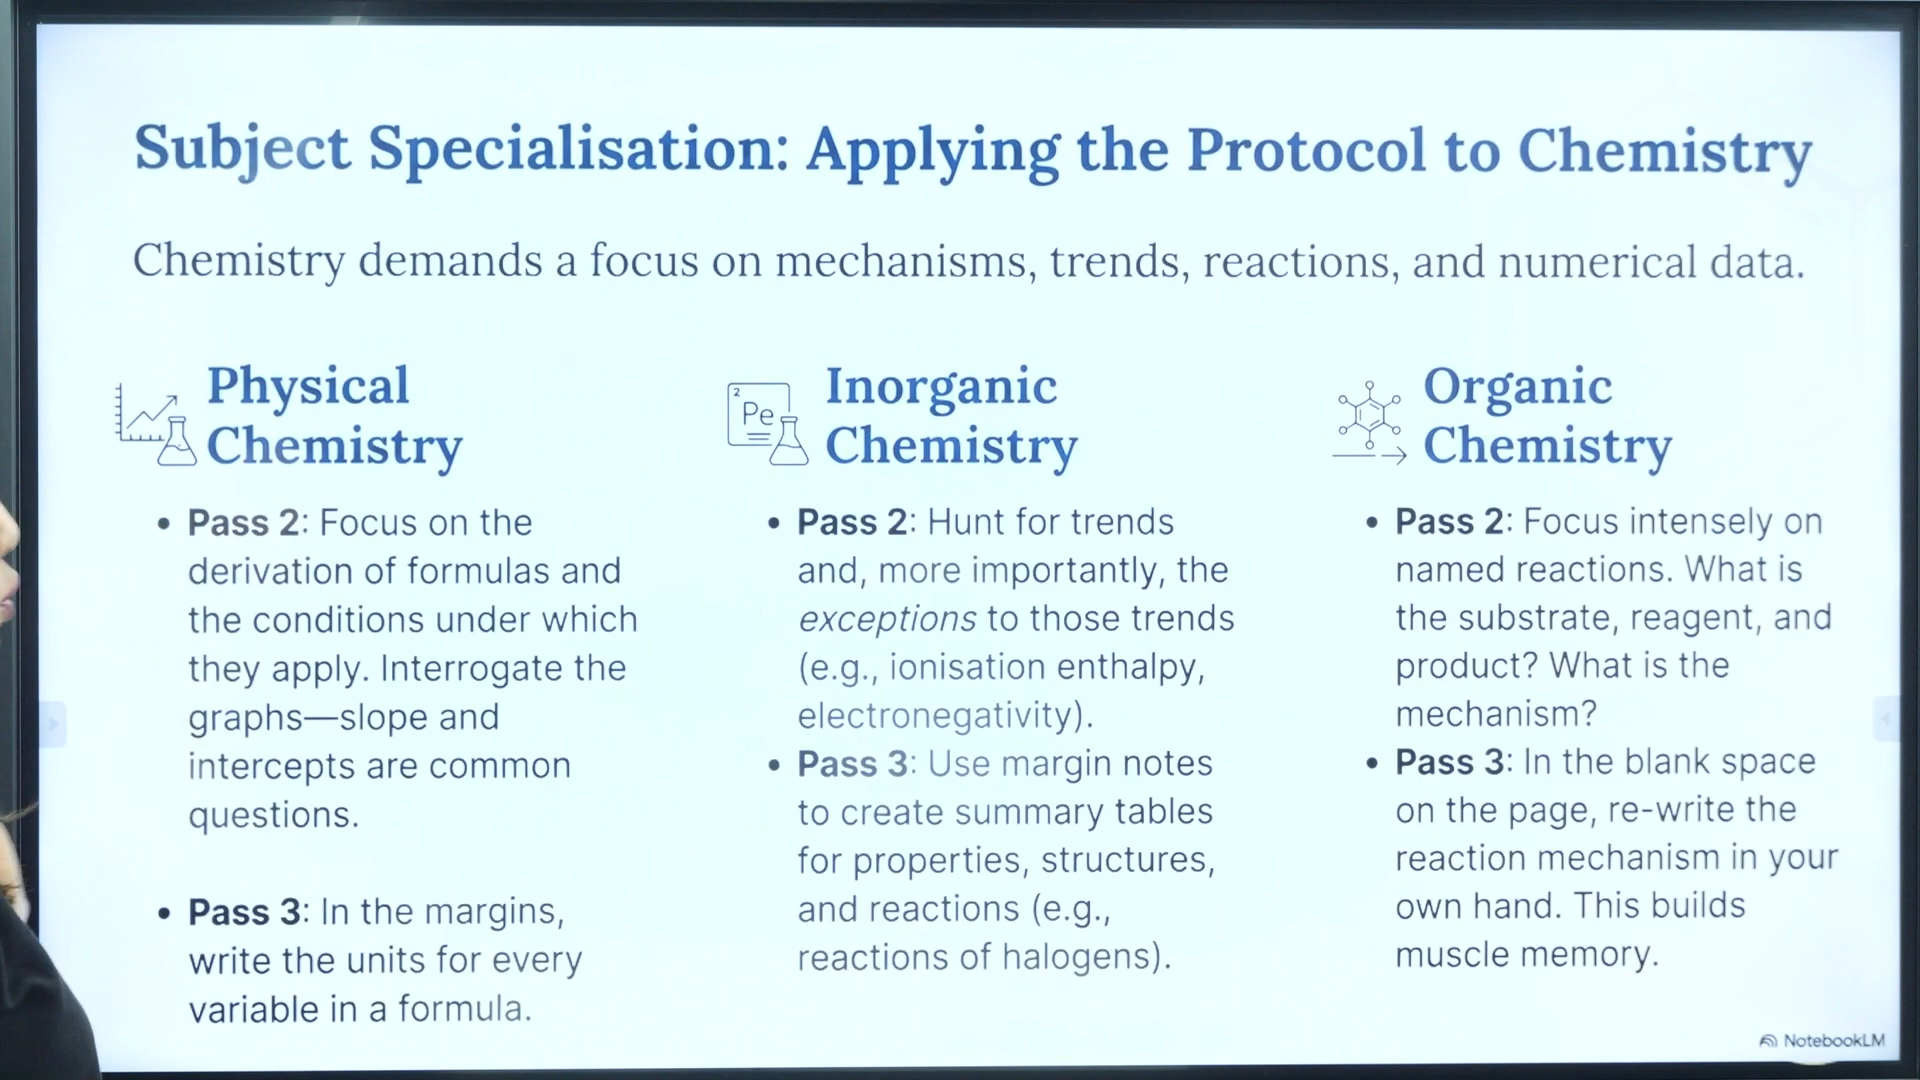 Subject Specialisation: Applying the Protocol to Chemistry
Chemistry demands a focus on mechanisms, trends, reactions, and numerical data.
Physical
Chemistry
• Pass 2: Focus on the
derivation of formulas and
the conditions under which
they apply. Interrogate the
graphs—slope and
intercepts are common
questions.
• Pass 3: In the margins,
write the units for every
variable in a formula.
2
Pe
Inorganic
Chemistry
• Pass 2: Hunt for trends
and, more importantly, the
exceptions to those trends
(e.g., ionisation enthalpy,
electronegativity).
• Pass 3: Use margin notes
to create summary tables
for properties, structures,
and reactions (e.g.,
reactions of halogens).
Organic
Chemistry
• Pass 2: Focus intensely on
named reactions. What is
the substrate, reagent, and
product? What is the
mechanism?
• Pass 3: In the blank space
on the page, re-write the
reaction mechanism in your
own hand. This builds
muscle memory.
NotebookLM